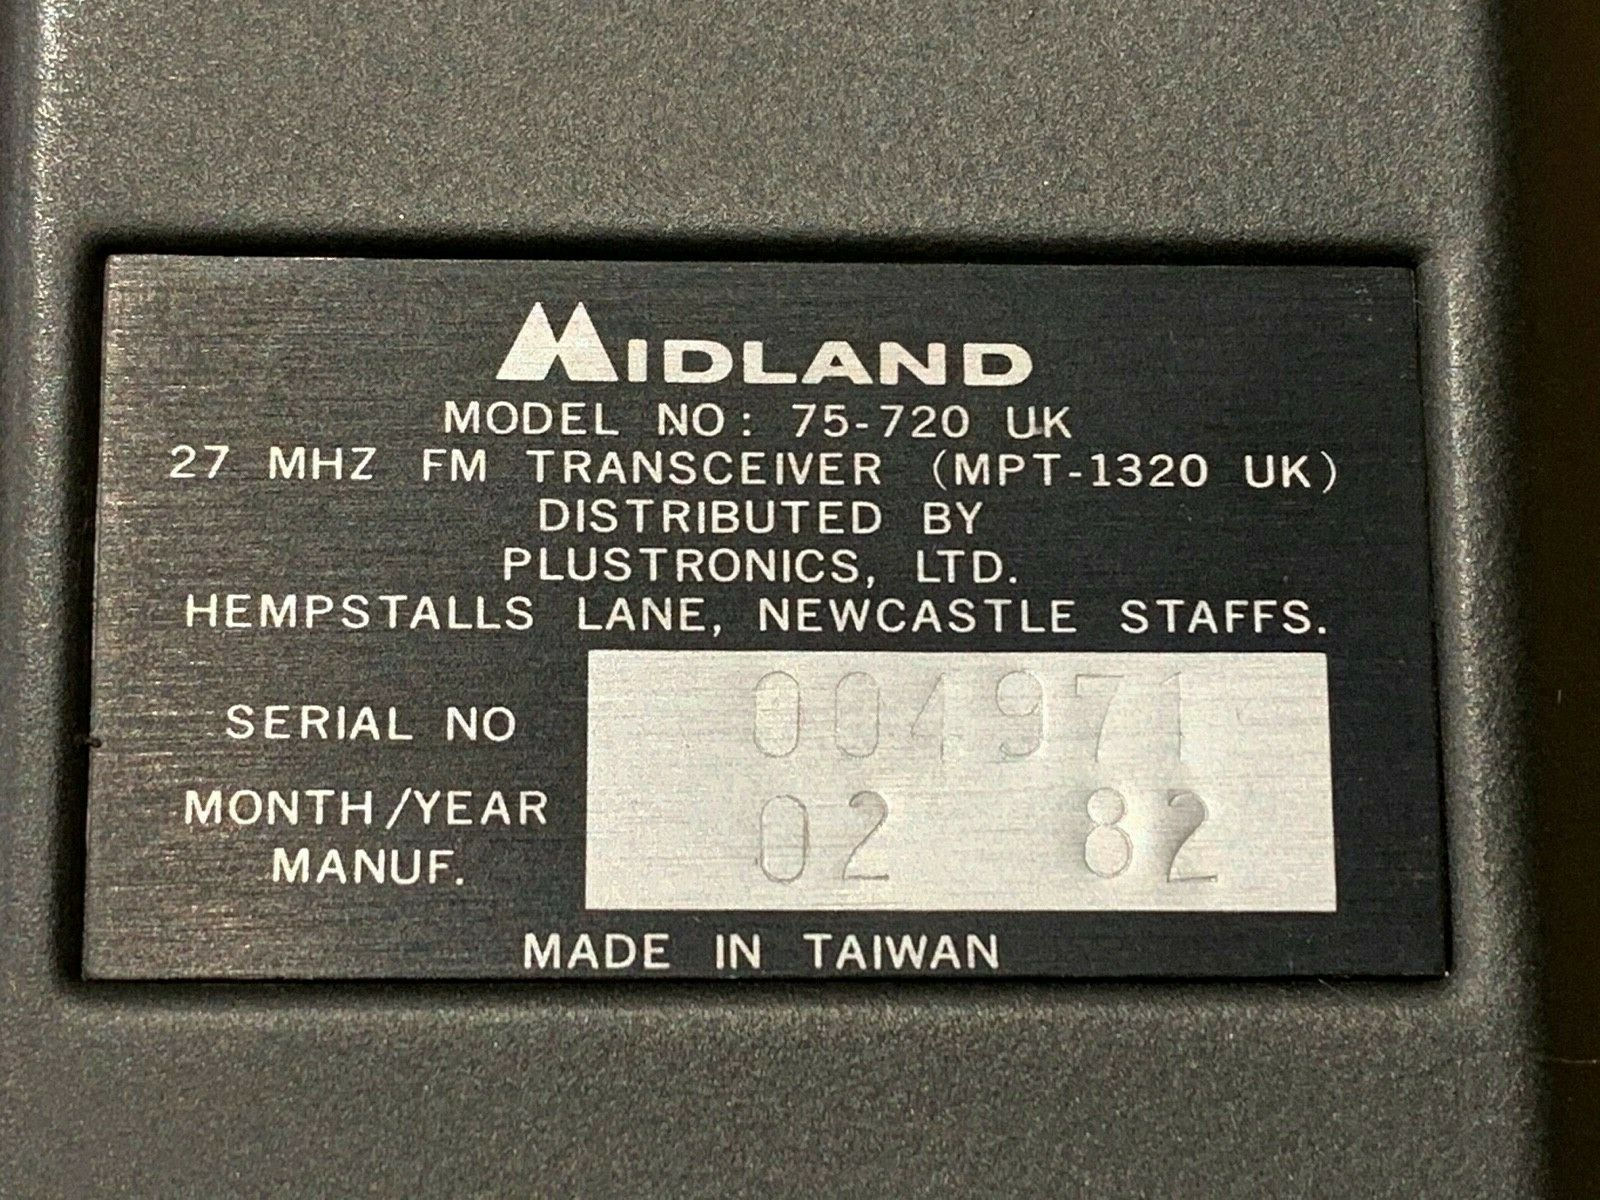 MIDLAND
MODEL NO: 75-720 UK
27 MHZ FM TRANSCEIVER (MPT-1320 UK)
DISTRIBUTED BY
PLUSTRONICS, LTD.
HEMPSTALLS LANE, NEWCASTLE STAFFS.
SERIAL NO 004971
MONTH/YEAR 02 82
MANUF.
MADE IN TAIWAN